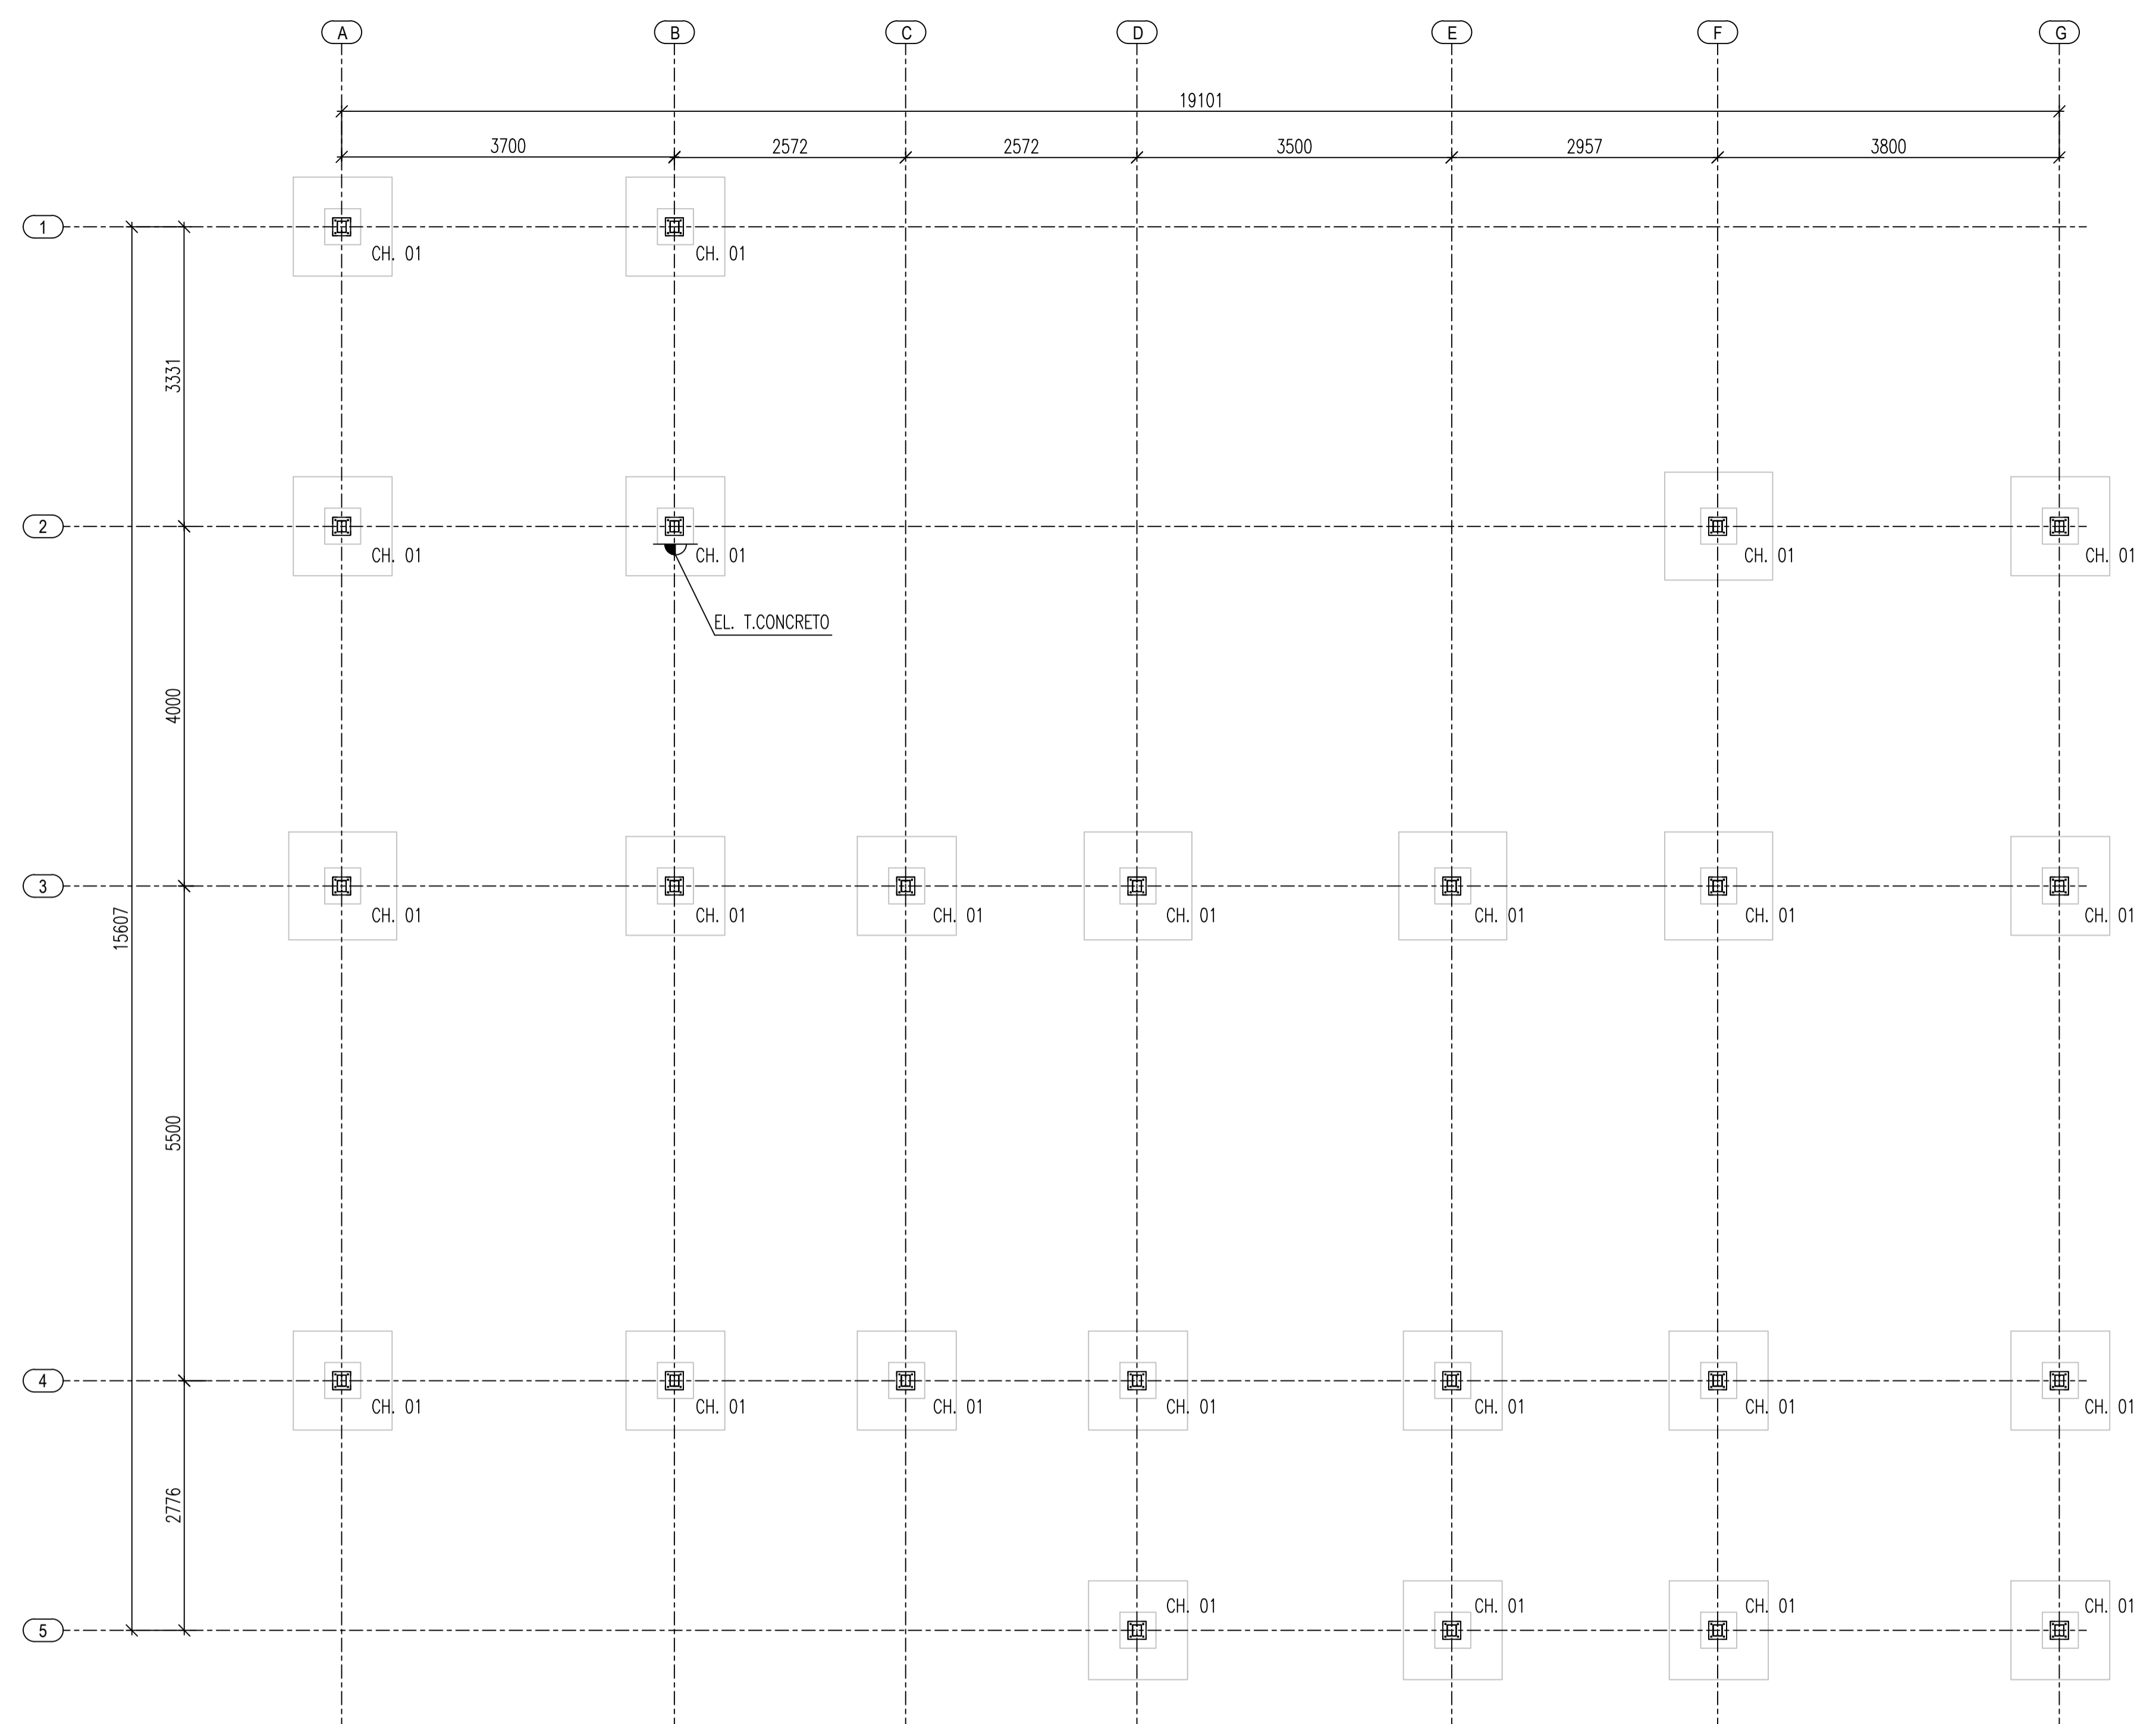 A B C D E F G
19101
3700 2572 2572 3500 2957 3800
1
CH. 01 CH. 01
3331
2
CH. 01 CH. 01 CH. 01 CH. 01
EL. T.CONCRETO
4000
3
CH. 01 CH. 01 CH. 01 CH. 01 CH. 01 CH. 01 CH. 01
15607
5500
4
CH. 01 CH. 01 CH. 01 CH. 01 CH. 01 CH. 01 CH. 01
2776
CH. 01 CH. 01 CH. 01 CH. 01
5